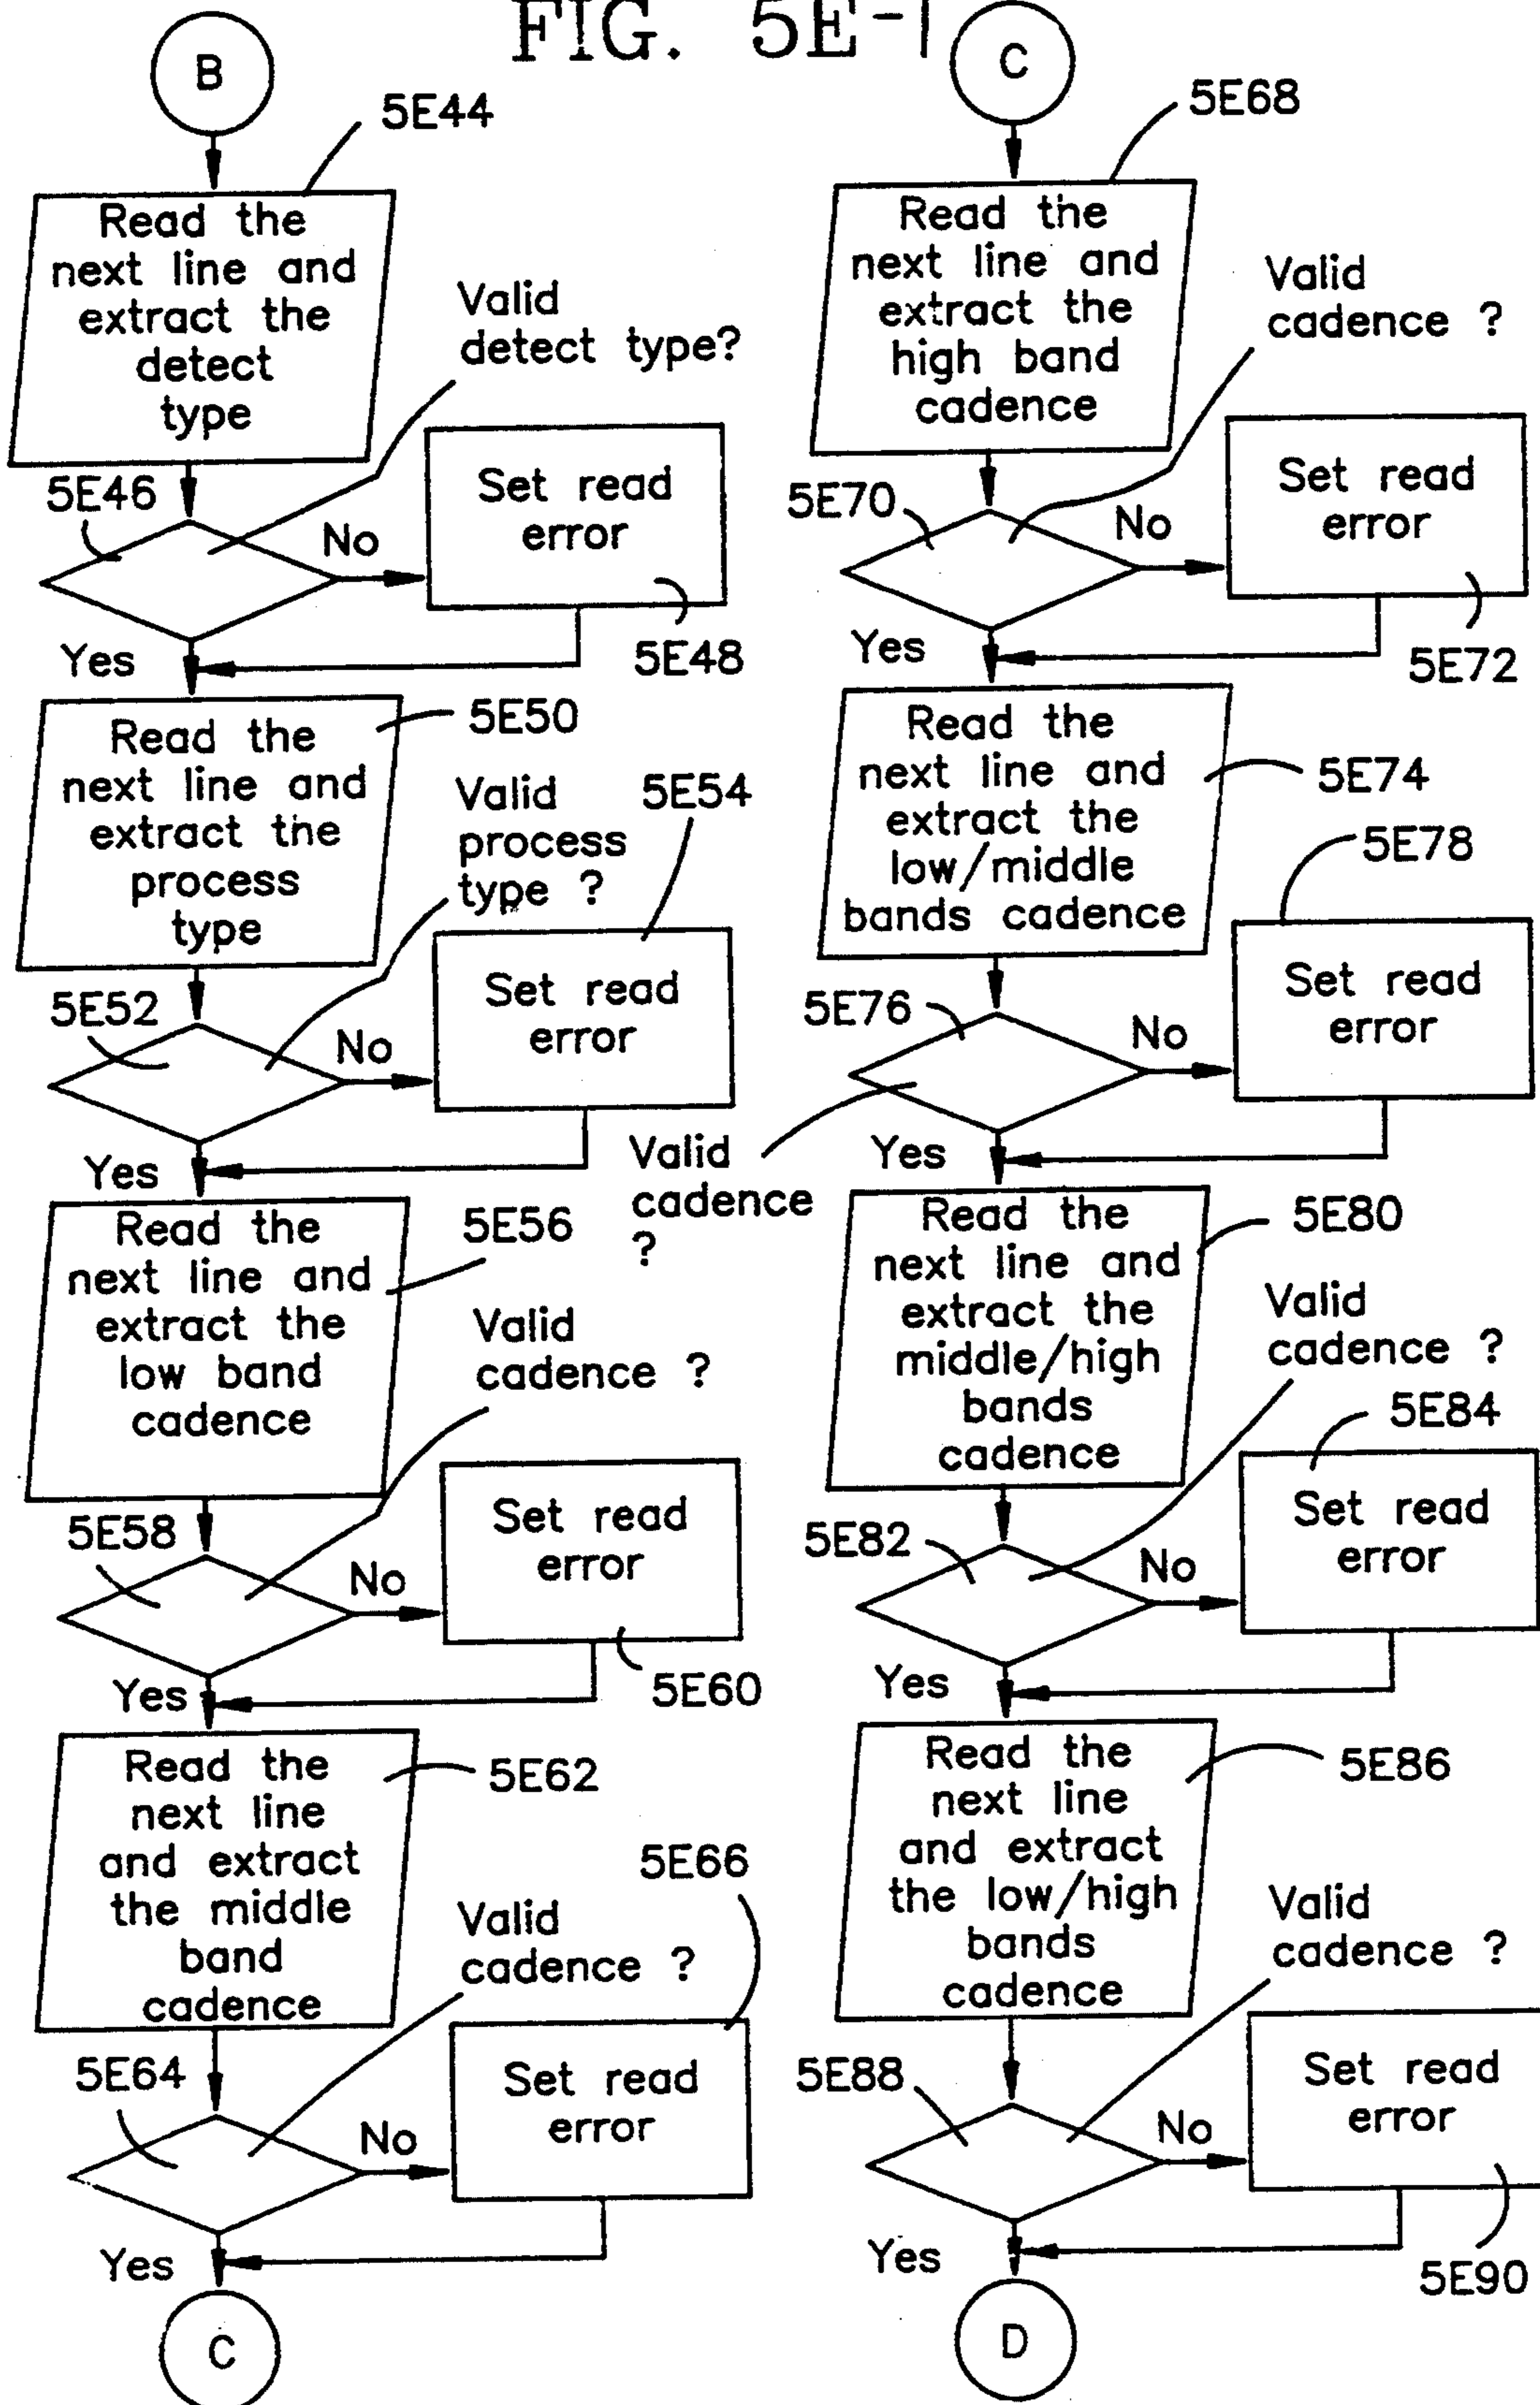 FIG. 5E-1
B
5E44
Read the
next line and
extract the
detect
type
Valid
detect type?
5E46
No
Set read
error
5E48
Yes
Read the
next line and
extract the
process
type
5E50
Valid
process
type ?
5E54
5E52
No
Set read
error
Yes
Read the
next line and
extract the
low band
cadence
5E56
Valid
cadence ?
5E58
No
Set read
error
5E60
Yes
Read the
next line
and extract
the middle
band
cadence
5E62
5E66
Valid
cadence ?
5E64
No
Set read
error
Yes
C
C
5E68
Read the
next line and
extract the
high band
cadence
Valid
cadence ?
5E70
No
Set read
error
5E72
Yes
Read the
next line and
extract the
low/middle
bands cadence
5E74
5E78
5E76
No
Set read
error
Valid
cadence
?
Yes
Read the
next line and
extract the
middle/high
bands
cadence
5E80
Valid
cadence ?
5E84
5E82
No
Set read
error
Yes
Read the
next line
and extract
the low/high
bands
cadence
5E86
Valid
cadence ?
5E88
No
Set read
error
5E90
Yes
D